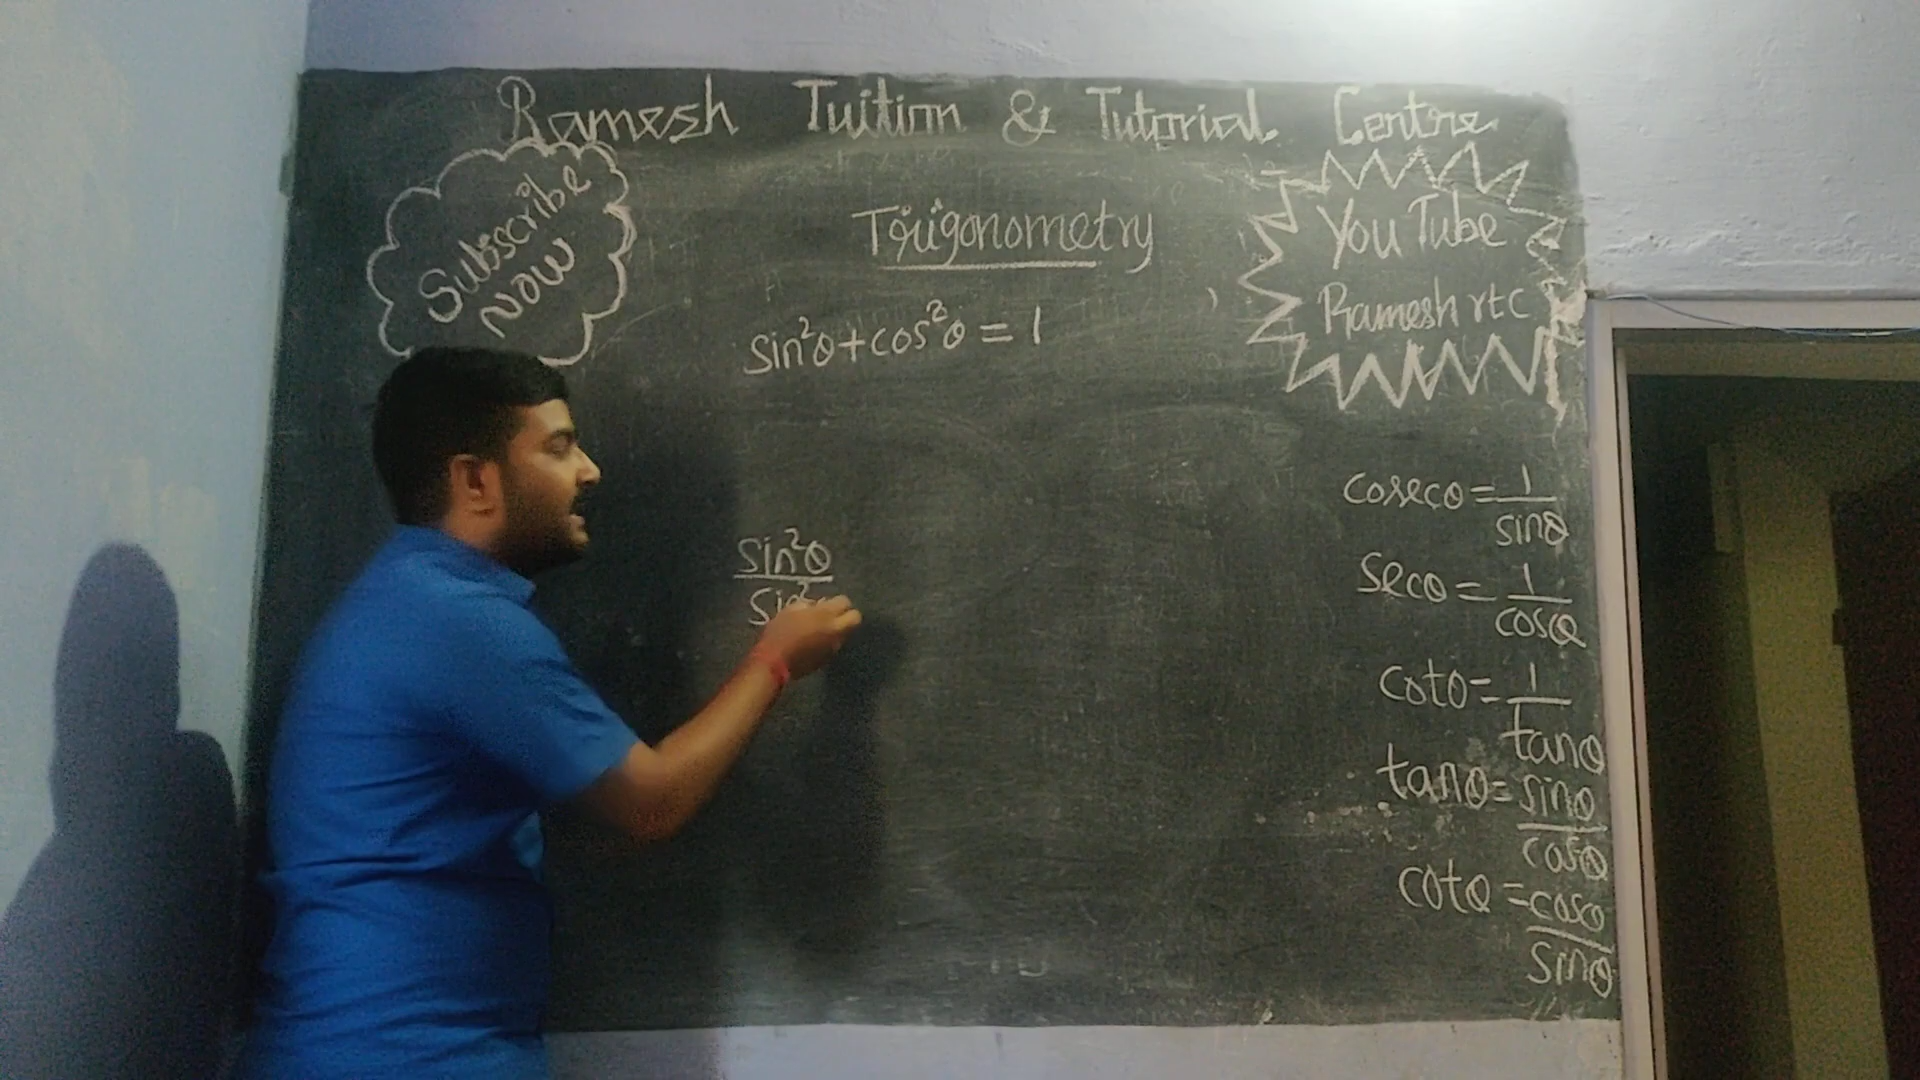 Ramesh Tuition & Tutorial Centre
Subscribe
NOW
Trigonometry
YouTube
Ramesh rtc
sin²θ+cos²θ = 1
sin²θ
sin²
cosecθ = 1
sinθ
secθ = 1
cosθ
cotθ = 1
tanθ
tanθ = sinθ
cosθ
cotθ = cosθ
sinθ